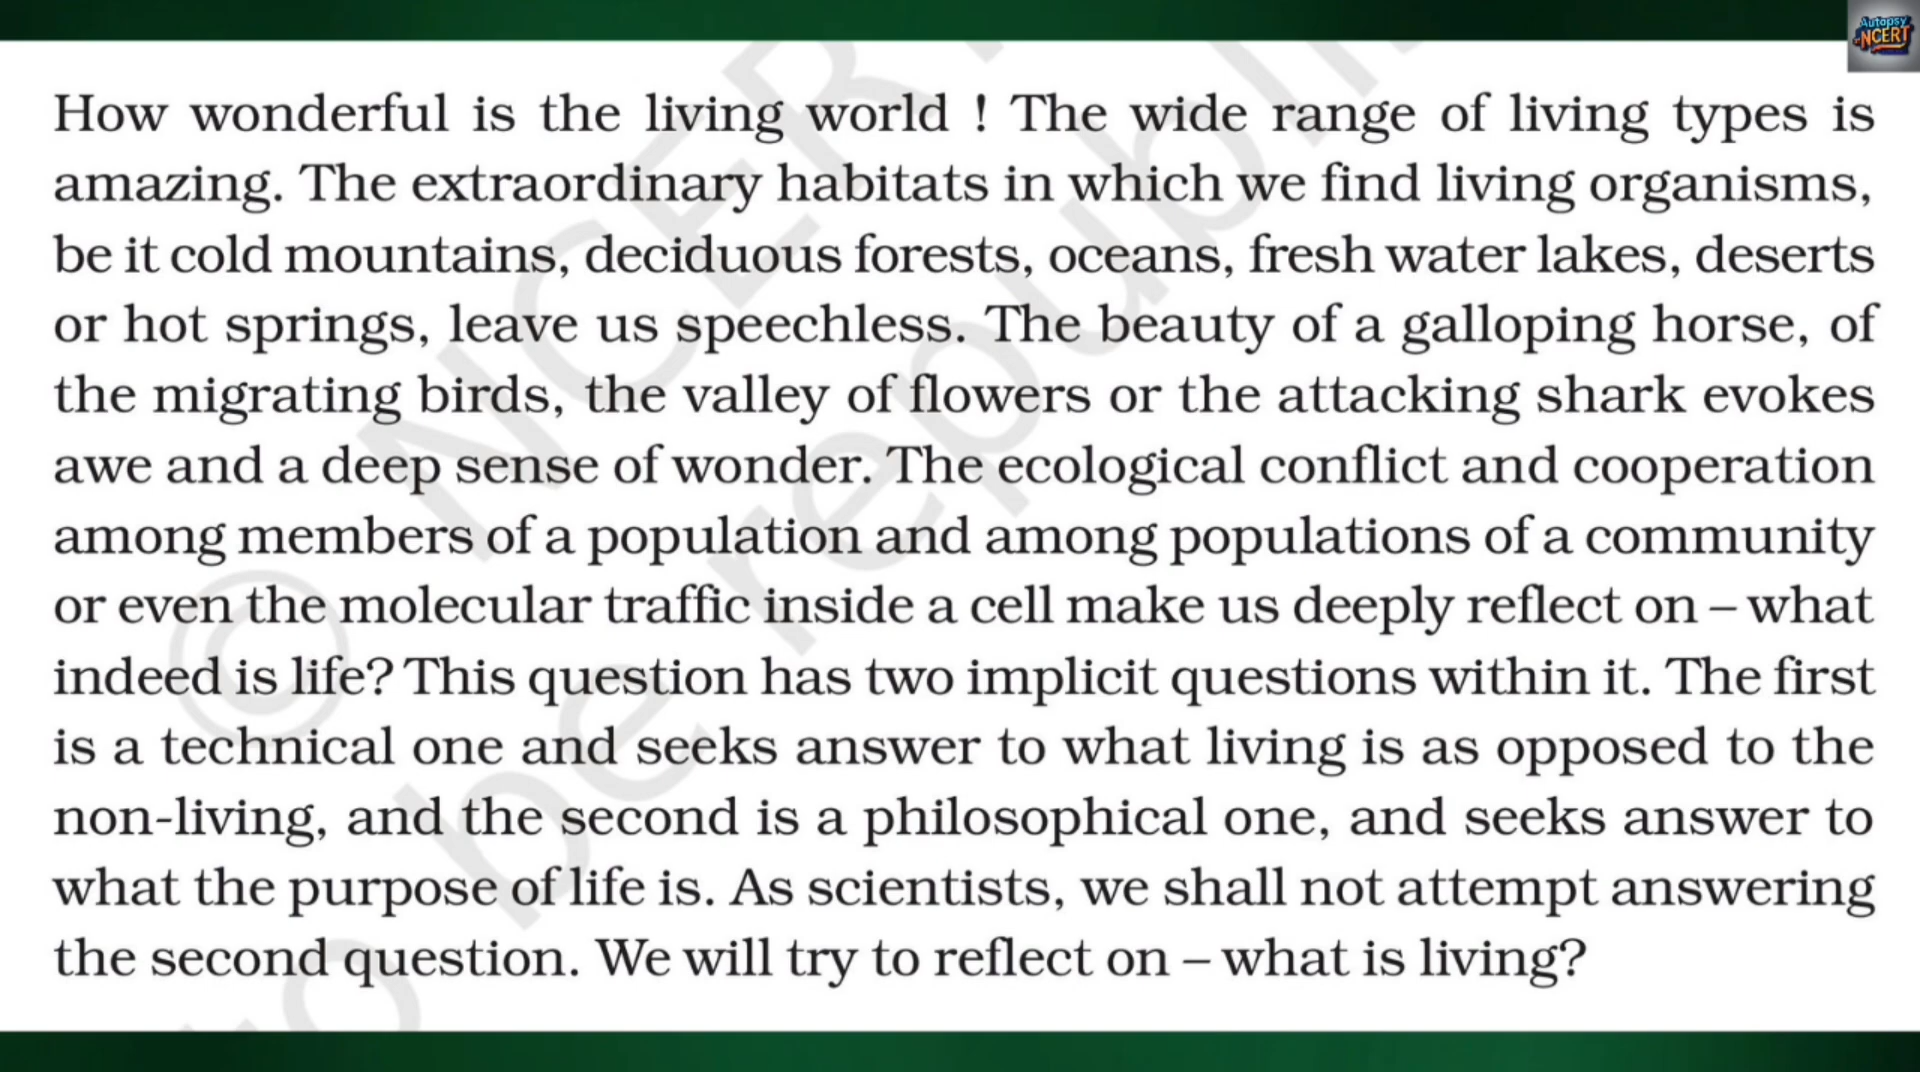 Autopsy
NCERT
How wonderful is the living world ! The wide range of living types is
amazing. The extraordinary habitats in which we find living organisms,
be it cold mountains, deciduous forests, oceans, fresh water lakes, deserts
or hot springs, leave us speechless. The beauty of a galloping horse, of
the migrating birds, the valley of flowers or the attacking shark evokes
awe and a deep sense of wonder. The ecological conflict and cooperation
among members of a population and among populations of a community
or even the molecular traffic inside a cell make us deeply reflect on – what
indeed is life? This question has two implicit questions within it. The first
is a technical one and seeks answer to what living is as opposed to the
non-living, and the second is a philosophical one, and seeks answer to
what the purpose of life is. As scientists, we shall not attempt answering
the second question. We will try to reflect on – what is living?
© NCER
o be republi